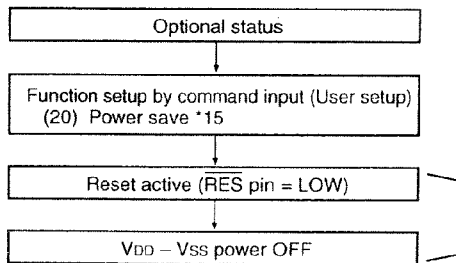 Optional status
Function setup by command input (User setup)
(20) Power save *15
Reset active (RES pin = LOW)
VDD – VSS power OFF